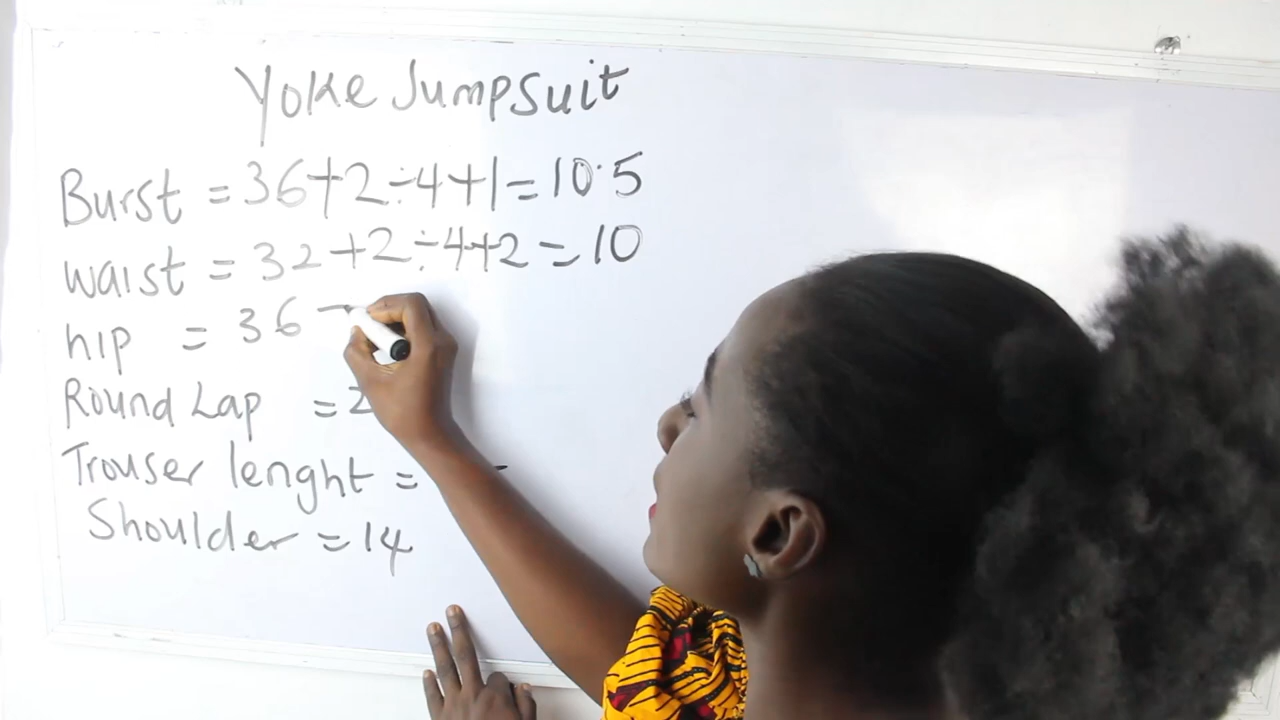 Yoke Jumpsuit
Burst = 36+2÷4+1=10.5
waist = 32+2÷4+2=10
hip = 36 -
Round Lap = 2
Trouser lenght =
Shoulder = 14